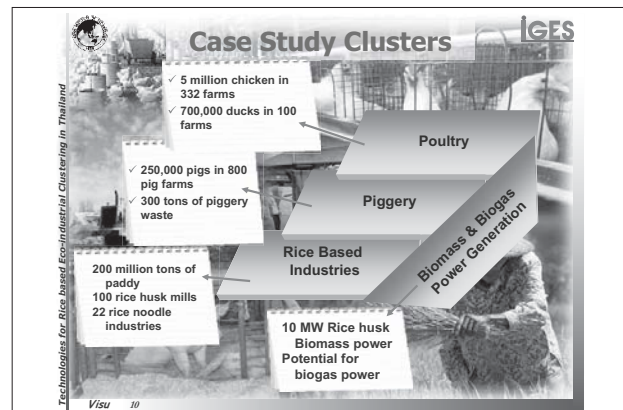 Case Study Clusters
IGES
Technologies for Rice based Eco-industrial Clustering in Thailand
✓ 5 million chicken in
332 farms
✓ 700,000 ducks in 100
farms
Poultry
✓ 250,000 pigs in 800
pig farms
✓ 300 tons of piggery
waste
Piggery
Rice Based
Industries
Biomass & Biogas
Power Generation
200 million tons of
paddy
100 rice husk mills
22 rice noodle
industries
10 MW Rice husk
Biomass power
Potential for
biogas power
Visu 10